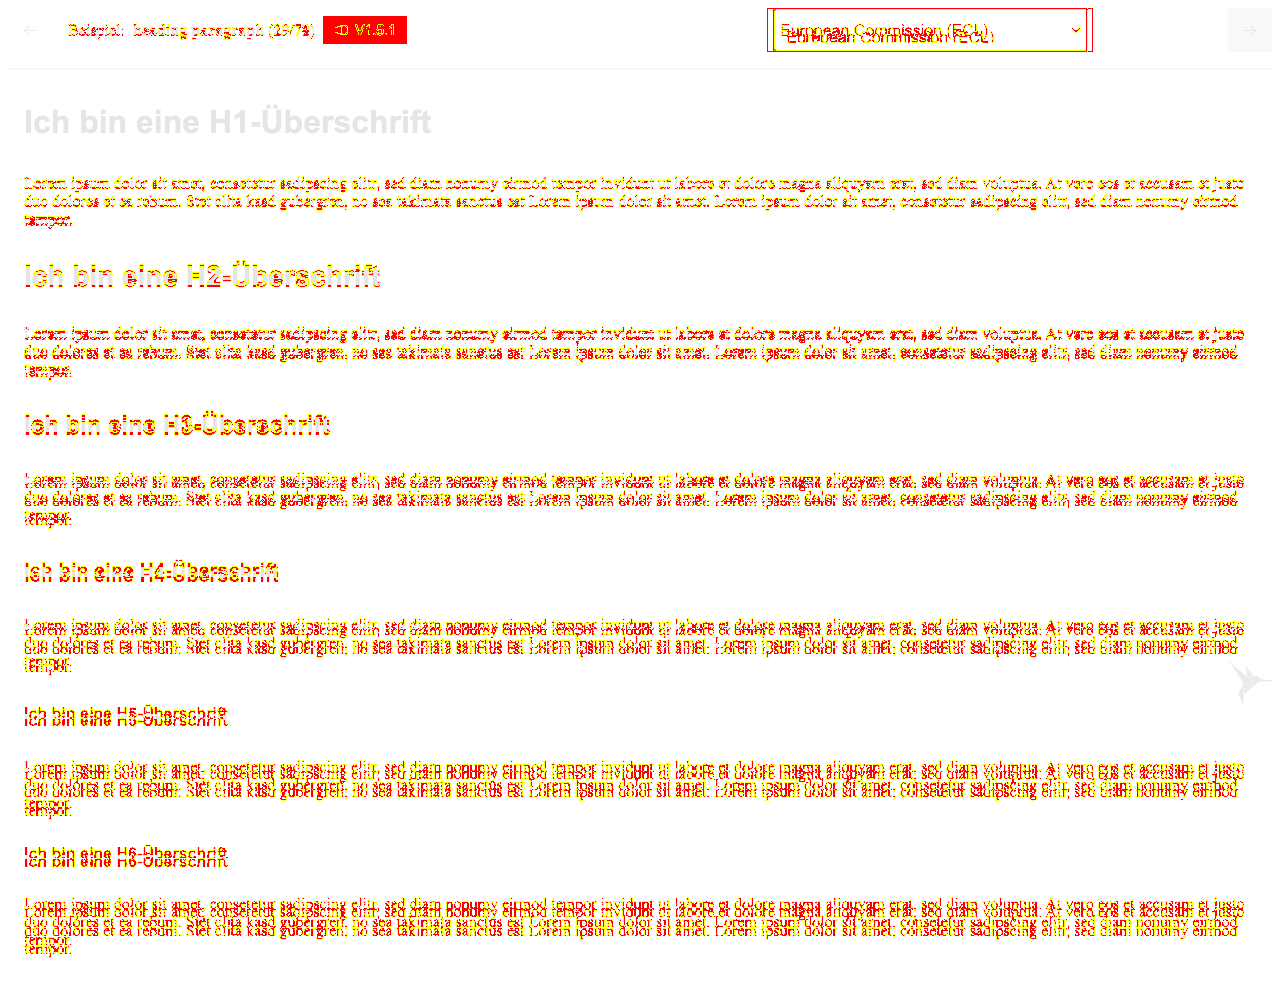 Beispiel: heading paragraph (29/74) V1.5.1
European Commission (ECL)
Ich bin eine H1-Überschrift
Lorem ipsum dolor sit amet, consetetur sadipscing elitr, sed diam nonumy eirmod tempor invidunt ut labore et dolore magna aliquyam erat, sed diam voluptua. At vero eos et accusam et justo
duo dolores et ea rebum. Stet clita kasd gubergren, no sea takimata sanctus est Lorem ipsum dolor sit amet. Lorem ipsum dolor sit amet, consetetur sadipscing elitr, sed diam nonumy eirmod
tempor.
Ich bin eine H2-Überschrift
Lorem ipsum dolor sit amet, consetetur sadipscing elitr, sed diam nonumy eirmod tempor invidunt ut labore et dolore magna aliquyam erat, sed diam voluptua. At vero eos et accusam et justo
duo dolores et ea rebum. Stet clita kasd gubergren, no sea takimata sanctus est Lorem ipsum dolor sit amet. Lorem ipsum dolor sit amet, consetetur sadipscing elitr, sed diam nonumy eirmod
tempor.
Ich bin eine H3-Überschrift
Lorem ipsum dolor sit amet, consetetur sadipscing elitr, sed diam nonumy eirmod tempor invidunt ut labore et dolore magna aliquyam erat, sed diam voluptua. At vero eos et accusam et justo
duo dolores et ea rebum. Stet clita kasd gubergren, no sea takimata sanctus est Lorem ipsum dolor sit amet. Lorem ipsum dolor sit amet, consetetur sadipscing elitr, sed diam nonumy eirmod
tempor.
Ich bin eine H4-Überschrift
Lorem ipsum dolor sit amet, consetetur sadipscing elitr, sed diam nonumy eirmod tempor invidunt ut labore et dolore magna aliquyam erat, sed diam voluptua. At vero eos et accusam et justo
duo dolores et ea rebum. Stet clita kasd gubergren, no sea takimata sanctus est Lorem ipsum dolor sit amet. Lorem ipsum dolor sit amet, consetetur sadipscing elitr, sed diam nonumy eirmod
tempor.
Ich bin eine H5-Überschrift
Lorem ipsum dolor sit amet, consetetur sadipscing elitr, sed diam nonumy eirmod tempor invidunt ut labore et dolore magna aliquyam erat, sed diam voluptua. At vero eos et accusam et justo
duo dolores et ea rebum. Stet clita kasd gubergren, no sea takimata sanctus est Lorem ipsum dolor sit amet. Lorem ipsum dolor sit amet, consetetur sadipscing elitr, sed diam nonumy eirmod
tempor.
Ich bin eine H6-Überschrift
Lorem ipsum dolor sit amet, consetetur sadipscing elitr, sed diam nonumy eirmod tempor invidunt ut labore et dolore magna aliquyam erat, sed diam voluptua. At vero eos et accusam et justo
duo dolores et ea rebum. Stet clita kasd gubergren, no sea takimata sanctus est Lorem ipsum dolor sit amet. Lorem ipsum dolor sit amet, consetetur sadipscing elitr, sed diam nonumy eirmod
tempor.